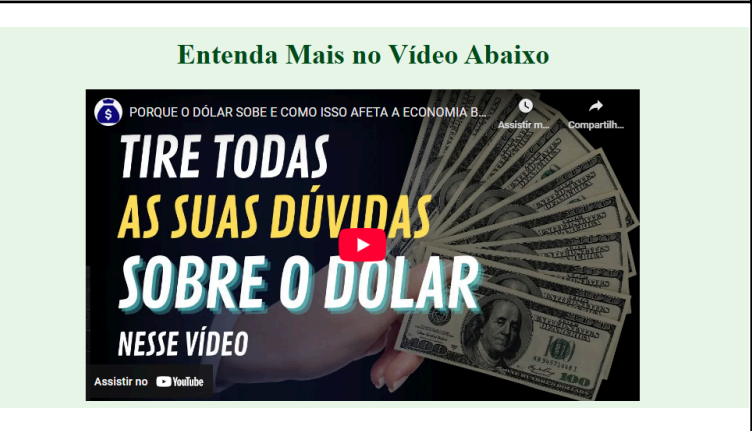 Entenda Mais no Vídeo Abaixo
PORQUE O DÓLAR SOBE E COMO ISSO AFETA A ECONOMIA B...
Assistir m...
Compartilh...
TIRE TODAS
AS SUAS DÚVIDAS
SOBRE O DÓLAR
NESSE VÍDEO
Assistir no YouTube
100